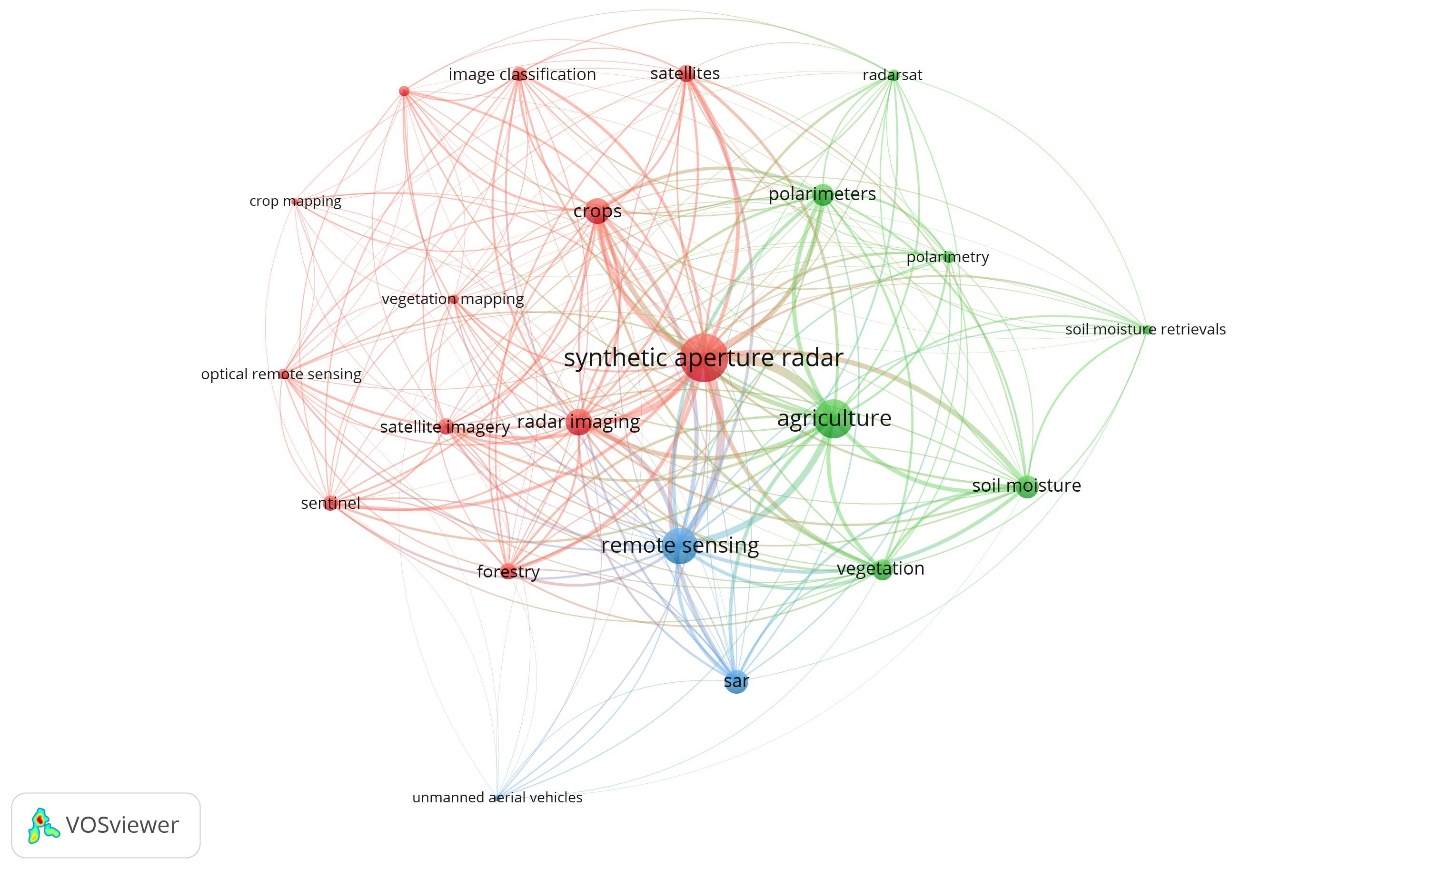 image classification
satellites
radarsat
crop mapping
crops
polarimeters
polarimetry
vegetation mapping
soil moisture retrievals
synthetic aperture radar
optical remote sensing
satellite imagery
radar imaging
agriculture
sentinel
soil moisture
remote sensing
forestry
vegetation
sar
unmanned aerial vehicles
VOSviewer